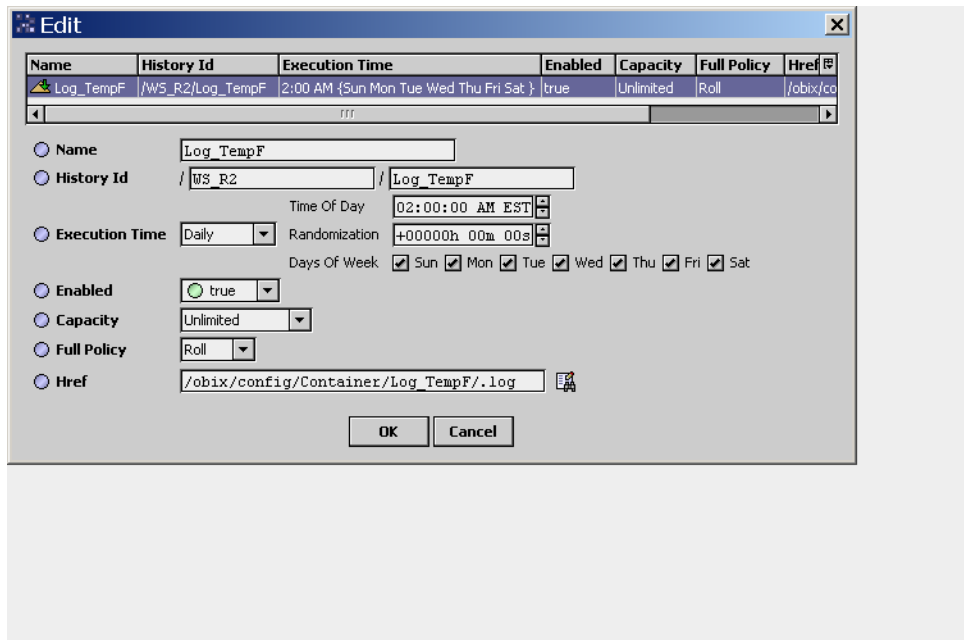 Edit
Name History Id Execution Time Enabled Capacity Full Policy Href
Log_TempF /WS_R2/Log_TempF 2:00 AM {Sun Mon Tue Wed Thu Fri Sat } true Unlimited Roll /obix/co
Name Log_TempF
History Id / WS_R2 / Log_TempF
Time Of Day 02:00:00 AM EST
Execution Time Daily Randomization +00000h 00m 00s
Days Of Week Sun Mon Tue Wed Thu Fri Sat
Enabled true
Capacity Unlimited
Full Policy Roll
Href /obix/config/Container/Log_TempF/.log
OK Cancel